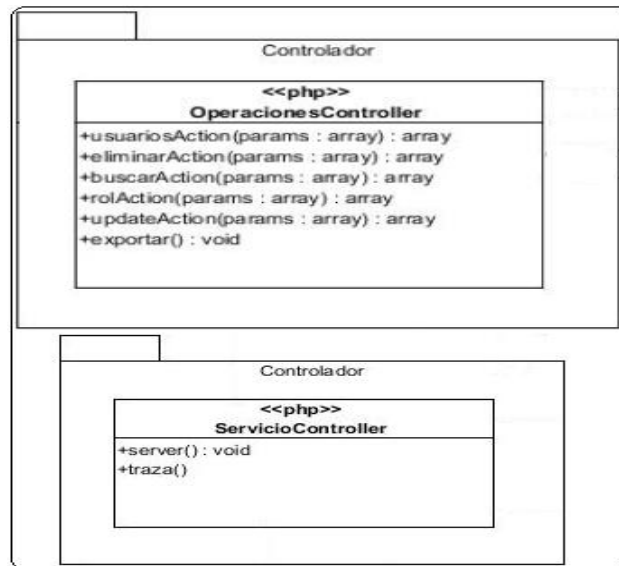 Controlador
<<php>>
OperacionesController
+usuariosAction(params : array) : array
+eliminarAction(params : array) : array
+buscarAction(params : array) : array
+rolAction(params : array) : array
+updateAction(params : array) : array
+exportar() : void
Controlador
<<php>>
ServicioController
+server() : void
+traza()